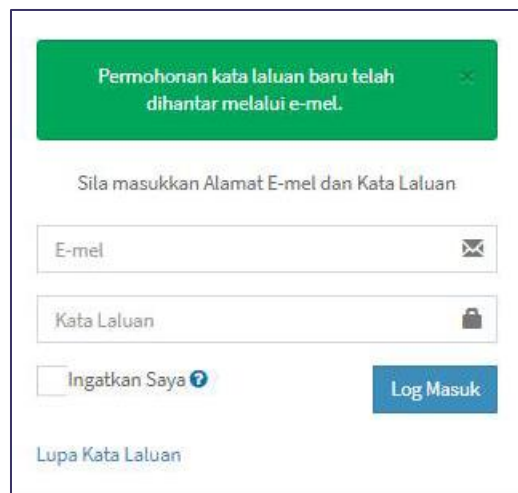 Permohonan kata laluan baru telah
dihantar melalui e-mel.
Sila masukkan Alamat E-mel dan Kata Laluan
E-mel
Kata Laluan
Ingatkan Saya
Log Masuk
Lupa Kata Laluan